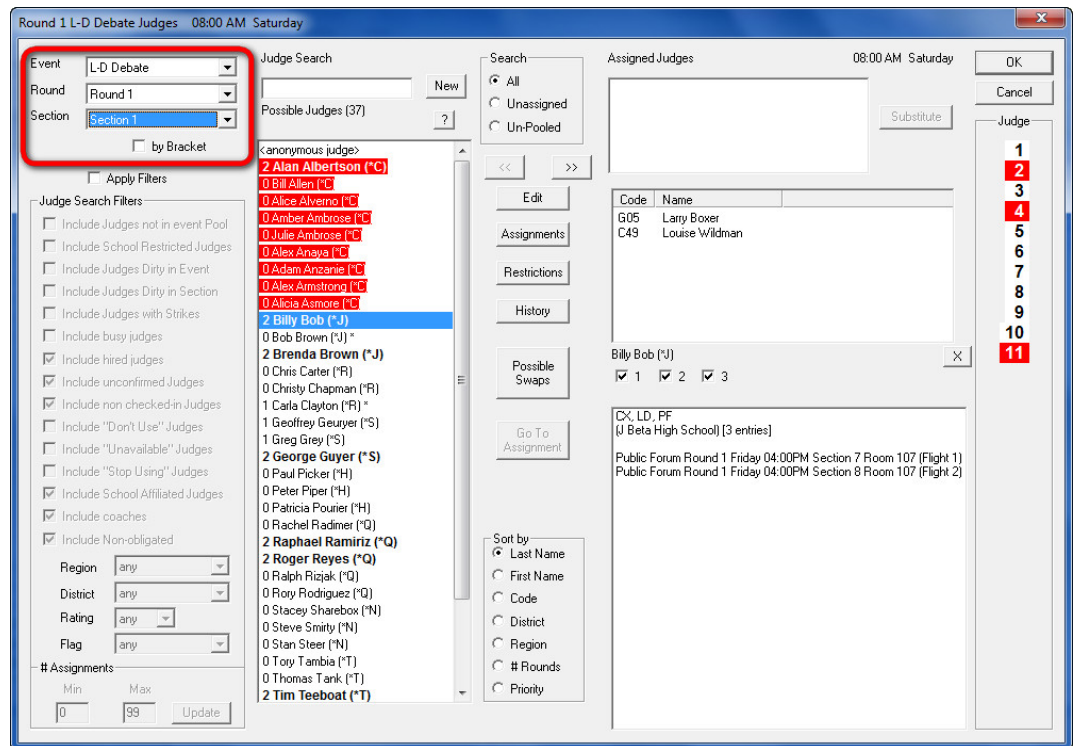 Round 1 L-D Debate Judges 08:00 AM Saturday
Event L-D Debate
Round Round 1
Section Section 1
by Bracket
Apply Filters
Judge Search Filters
Include Judges not in event Pool
Include School Restricted Judges
Include Judges Dirty in Event
Include Judges Dirty in Section
Include Judges with Strikes
Include busy judges
Include hired judges
Include unconfirmed Judges
Include non checked-in Judges
Include "Don't Use" Judges
Include "Unavailable" Judges
Include "Stop Using" Judges
Include School Affiliated Judges
Include coaches
Include Non-obligated
Region any
District any
Rating any
Flag any
# Assignments
Min Max
0 99 Update
Judge Search
New
Possible Judges (37) ?
<anonymous judge>
2 Alan Albertson (*C)
0 Bill Allen (*C)
0 Alice Alverno (*C)
0 Amber Ambrose (*C)
0 Julie Ambrose (*C)
0 Alex Anaya (*C)
0 Adam Anzanie (*C)
0 Alex Armstrong (*C)
0 Alicia Asmore (*C)
2 Billy Bob (*J)
0 Bob Brown (*J) *
2 Brenda Brown (*J)
0 Chris Carter (*R)
0 Christy Chapman (*R)
1 Carla Clayton (*R) *
1 Geoffrey Geuryer (*S)
1 Greg Grey (*S)
2 George Guyer (*S)
0 Paul Picker (*H)
0 Peter Piper (*H)
0 Patricia Pourier (*H)
0 Rachel Radimer (*Q)
2 Raphael Ramiriz (*Q)
2 Roger Reyes (*Q)
0 Ralph Rizjak (*Q)
0 Rory Rodriguez (*Q)
0 Stacey Sharebox (*N)
0 Steve Smirty (*N)
0 Stan Steer (*N)
0 Tory Tambia (*T)
0 Thomas Tank (*T)
2 Tim Teeboat (*T)
Search
All
Unassigned
Un-Pooled
<< >>
Edit
Assignments
Restrictions
History
Possible
Swaps
Go To
Assignment
Sort by
Last Name
First Name
Code
District
Region
# Rounds
Priority
Assigned Judges 08:00 AM Saturday
Substitute
Code Name
G05 Larry Boxer
C49 Louise Wildman
Billy Bob (*J) X
1 2 3
CX, LD, PF
(J Beta High School) [3 entries]
Public Forum Round 1 Friday 04:00PM Section 7 Room 107 (Flight 1)
Public Forum Round 1 Friday 04:00PM Section 8 Room 107 (Flight 2)
OK
Cancel
Judge
1
2
3
4
5
6
7
8
9
10
11